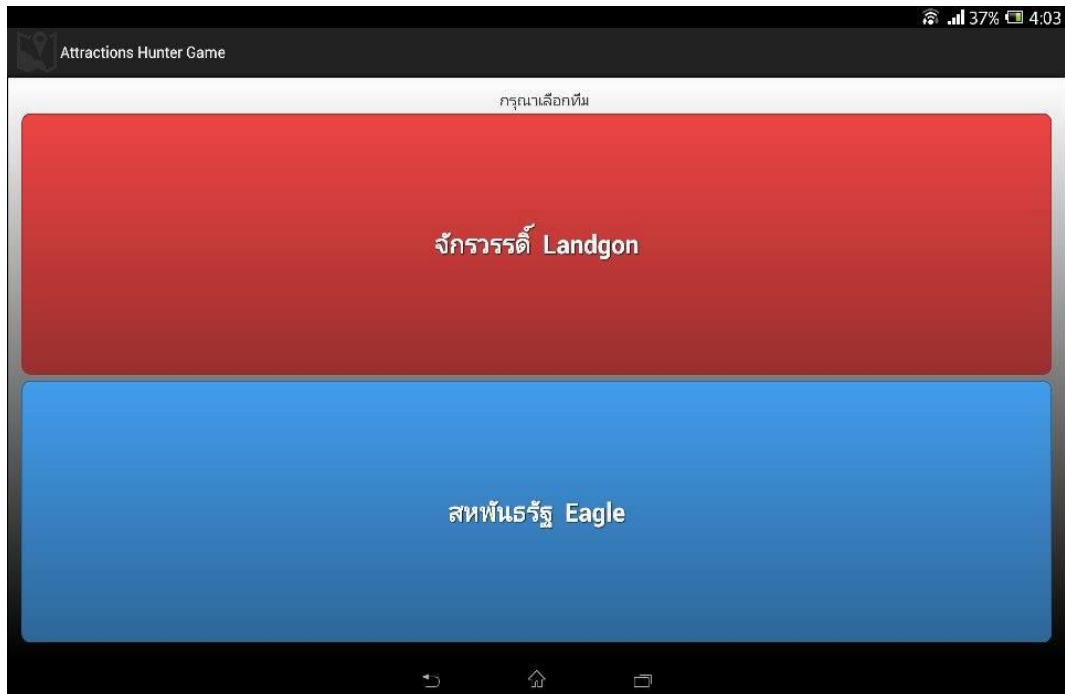 37% 4:03
Attractions Hunter Game
กรุณาเลือกทีม
จักรวรรดิ์ Landgon
สหพันธรัฐ Eagle